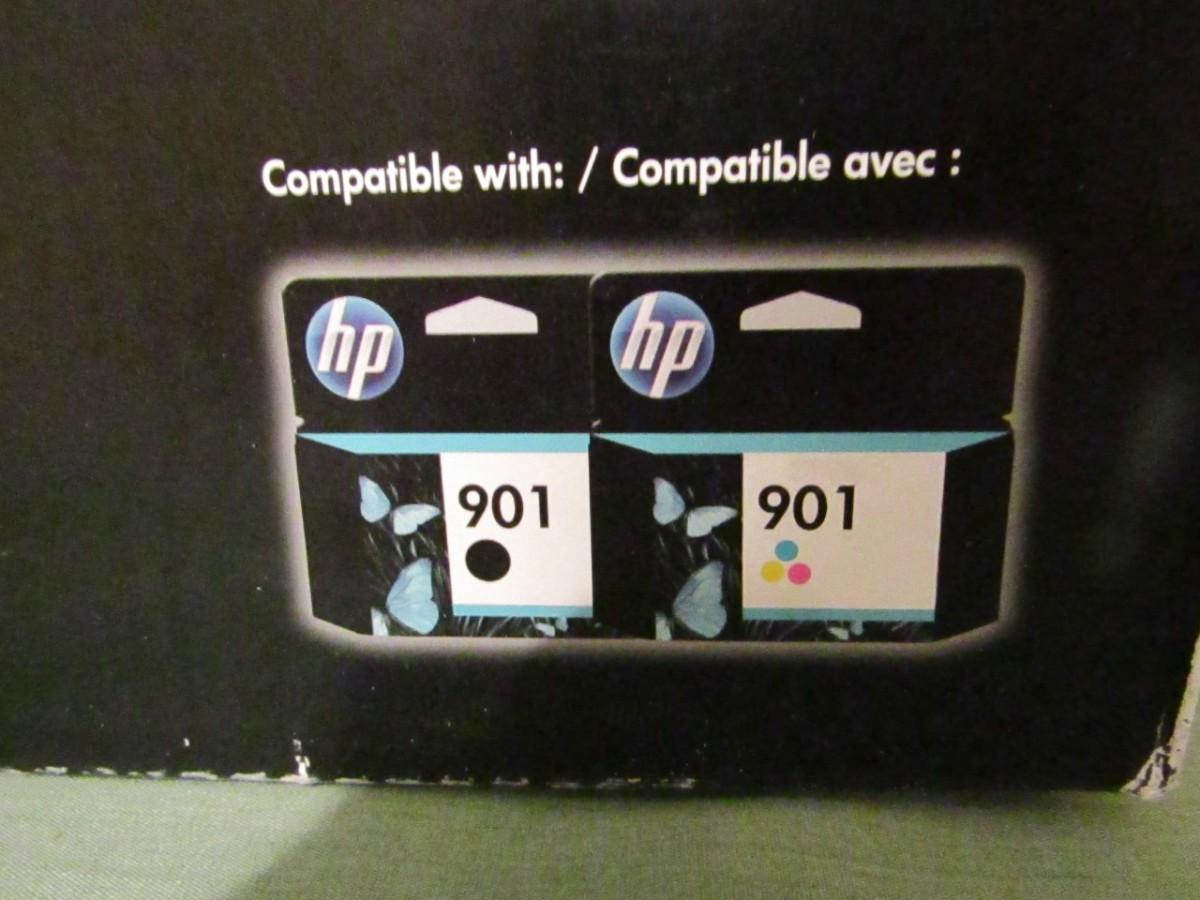 Compatible with: / Compatible avec :
hp hp
901 901